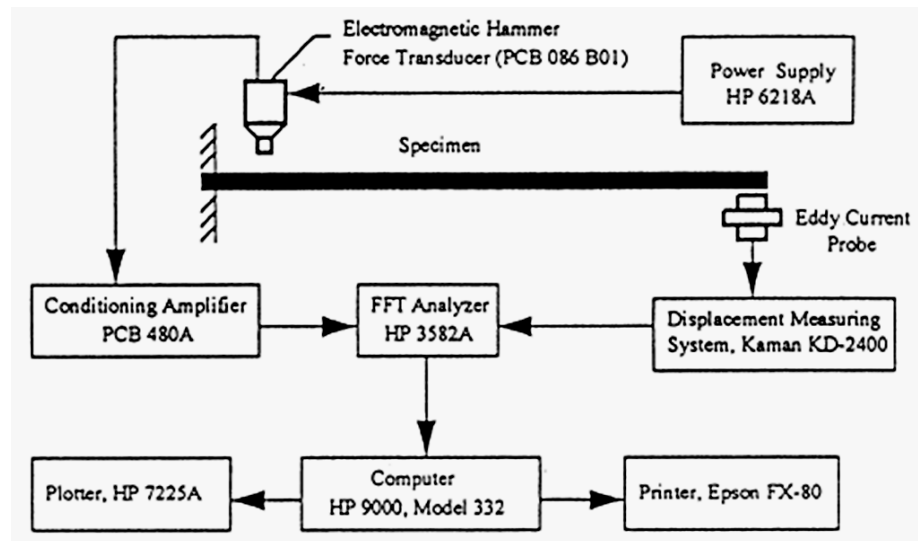 Electromagnetic Hammer
Force Transducer (PCB 086 B01)
Power Supply
HP 6218A
Specimen
Eddy Current
Probe
Conditioning Amplifier
PCB 480A
FFT Analyzer
HP 3582A
Displacement Measuring
System, Kaman KD-2400
Plotter, HP 7225A
Computer
HP 9000, Model 332
Printer, Epson FX-80